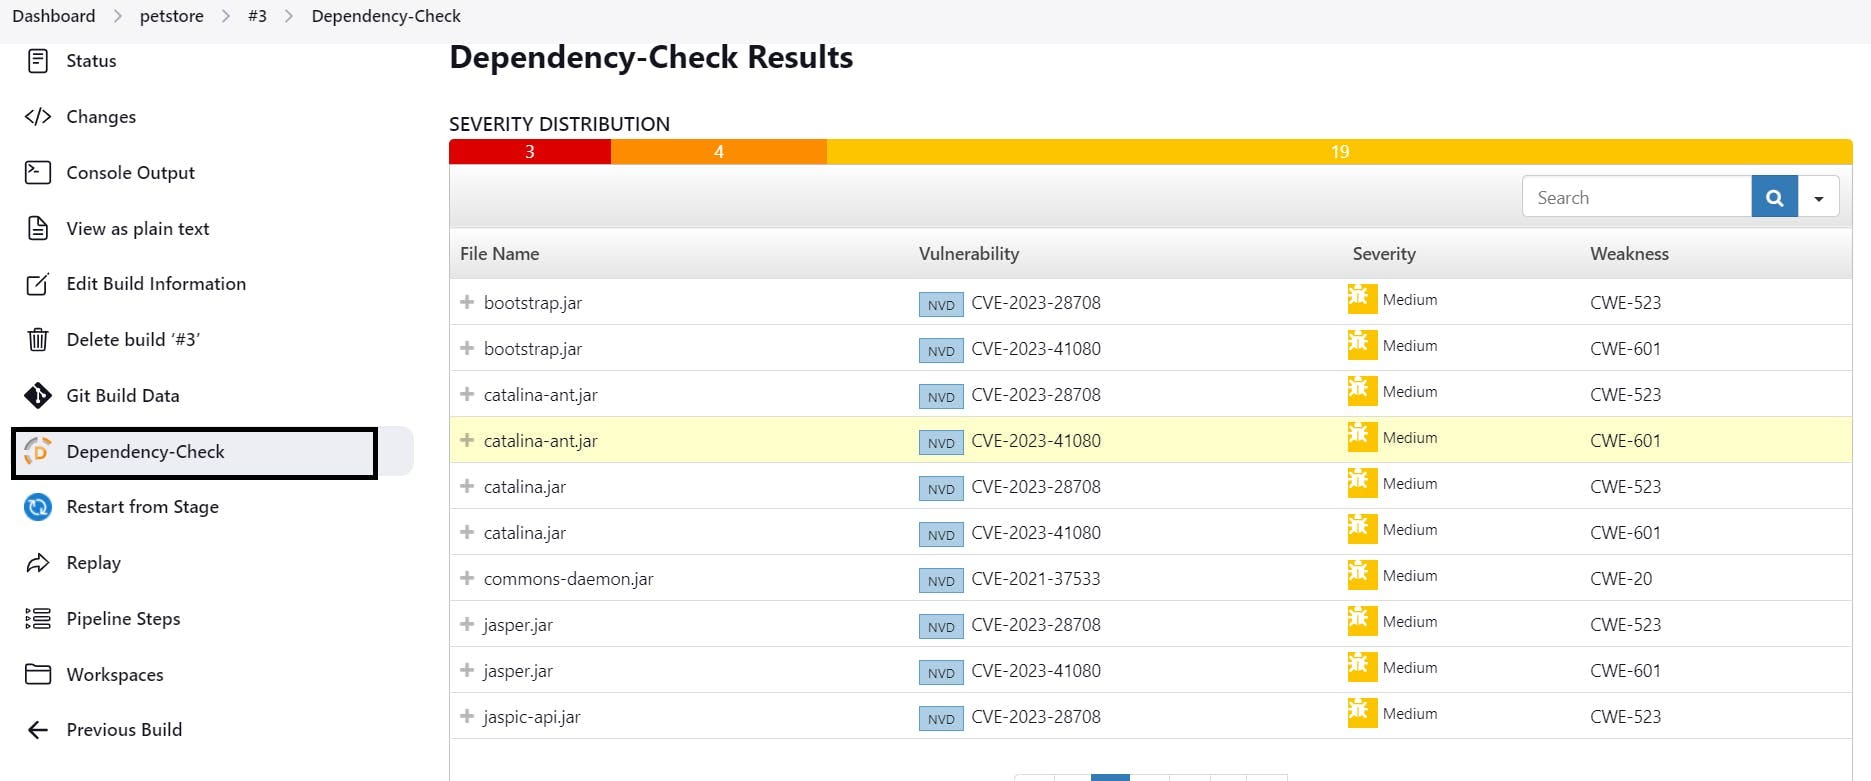 Dashboard > petstore > #3 > Dependency-Check
Status
Changes
Console Output
View as plain text
Edit Build Information
Delete build ‘#3’
Git Build Data
Dependency-Check
Restart from Stage
Replay
Pipeline Steps
Workspaces
Previous Build
Dependency-Check Results
SEVERITY DISTRIBUTION
3 4 19
Search
File Name Vulnerability Severity Weakness
bootstrap.jar NVD CVE-2023-28708 Medium CWE-523
bootstrap.jar NVD CVE-2023-41080 Medium CWE-601
catalina-ant.jar NVD CVE-2023-28708 Medium CWE-523
catalina-ant.jar NVD CVE-2023-41080 Medium CWE-601
catalina.jar NVD CVE-2023-28708 Medium CWE-523
catalina.jar NVD CVE-2023-41080 Medium CWE-601
commons-daemon.jar NVD CVE-2021-37533 Medium CWE-20
jasper.jar NVD CVE-2023-28708 Medium CWE-523
jasper.jar NVD CVE-2023-41080 Medium CWE-601
jaspic-api.jar NVD CVE-2023-28708 Medium CWE-523